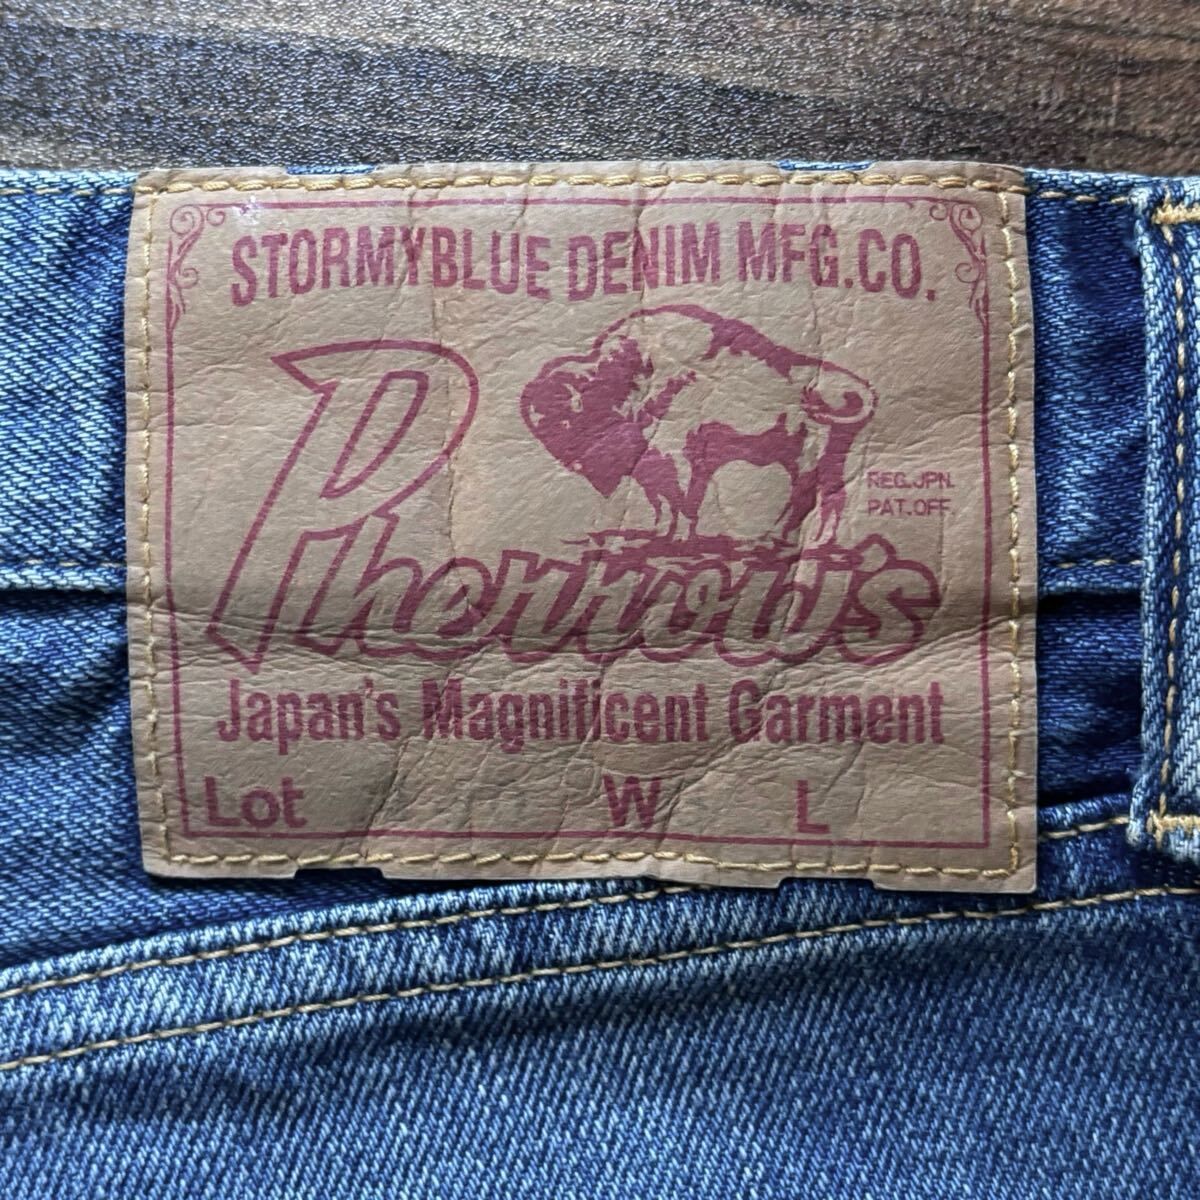 STORMYBLUE DENIM MFG.CO.
Pherrow's
REG.JPN.
PAT.OFF.
Japan's Magnificent Garment
Lot W L